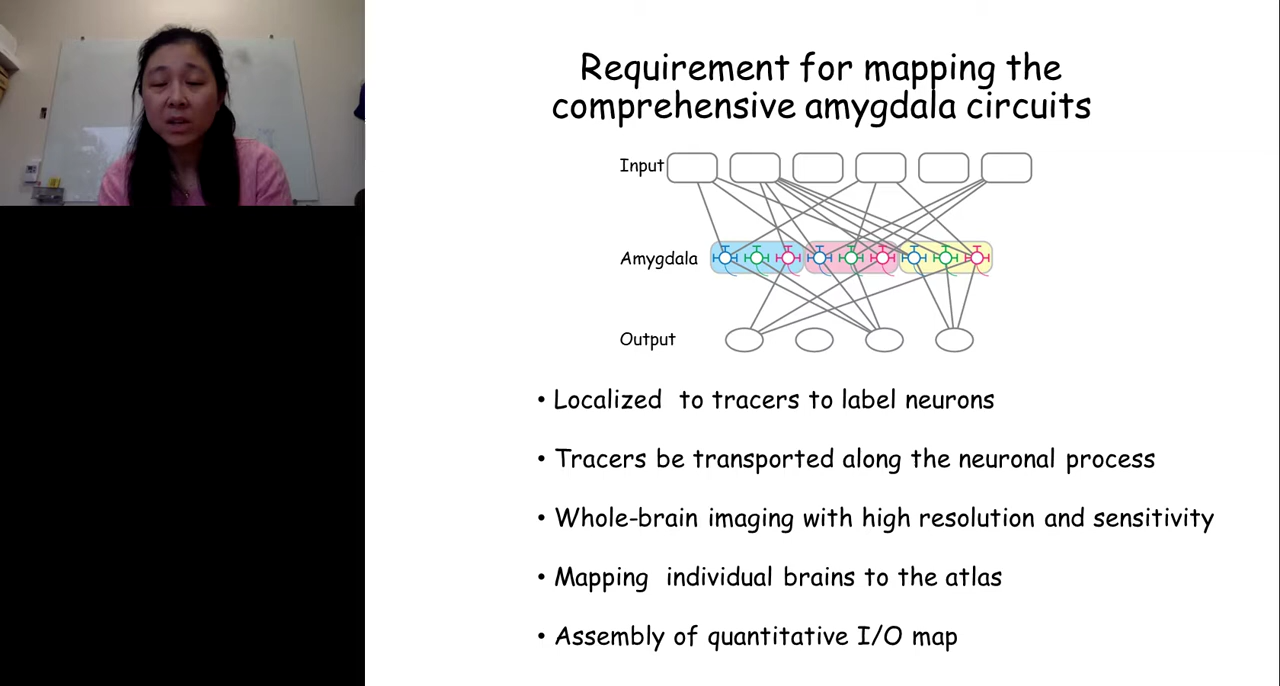 Requirement for mapping the
comprehensive amygdala circuits
Input
Amygdala
Output
• Localized to tracers to label neurons
• Tracers be transported along the neuronal process
• Whole-brain imaging with high resolution and sensitivity
• Mapping individual brains to the atlas
• Assembly of quantitative I/O map